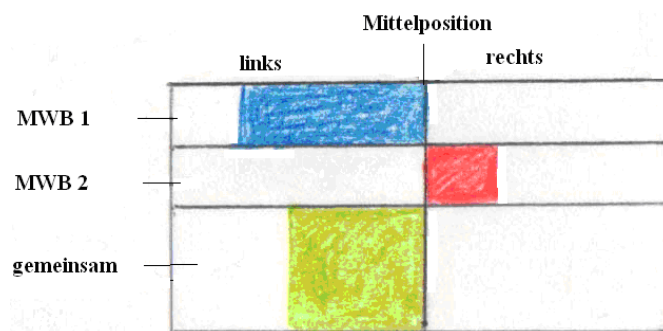 Mittelposition
links
rechts
MWB 1
MWB 2
gemeinsam